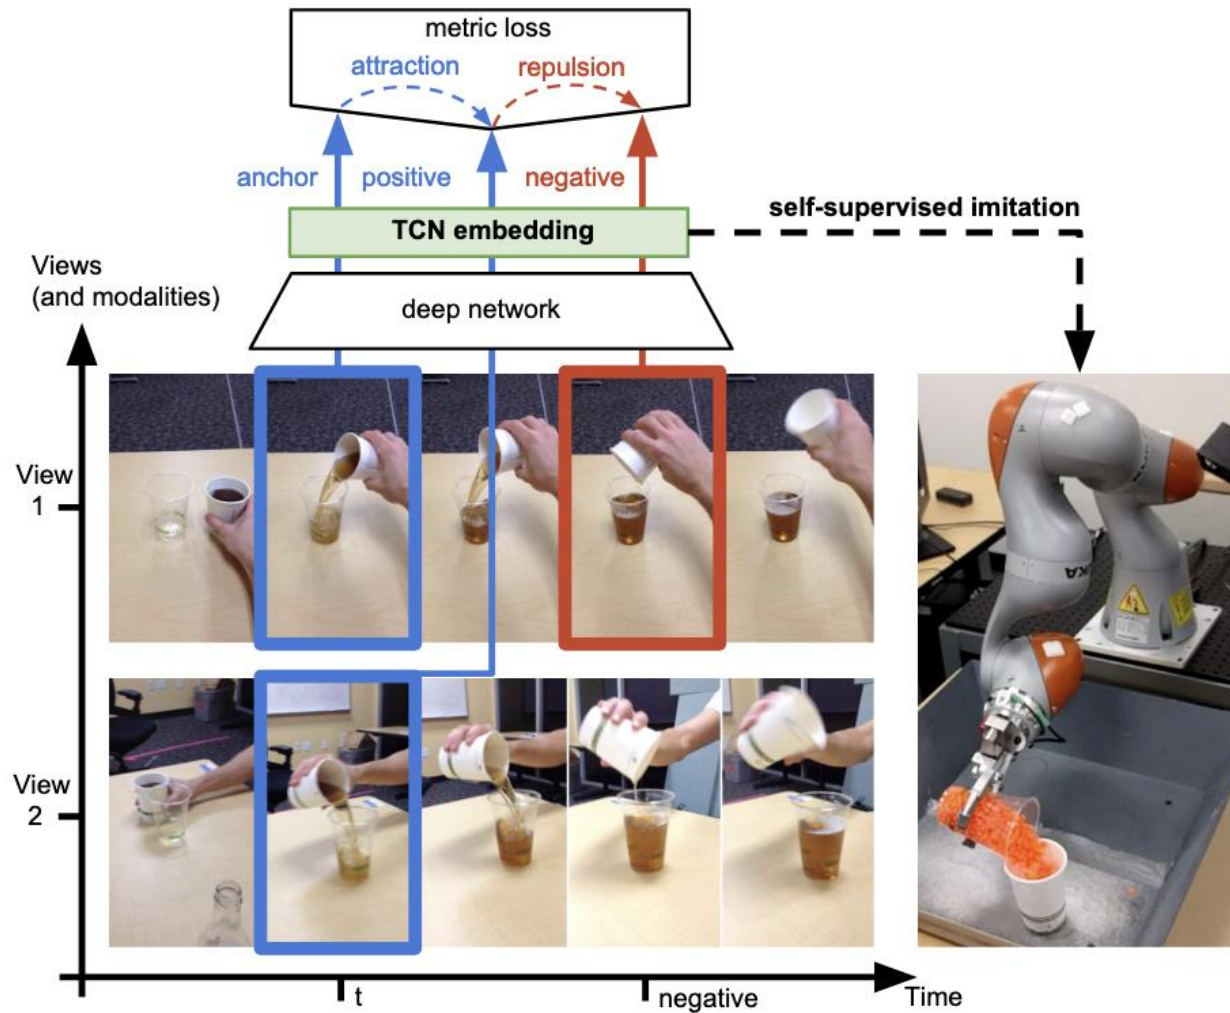 metric loss
attraction
repulsion
anchor
positive
negative
TCN embedding
self-supervised imitation
Views
(and modalities)
deep network
View
1
View
2
KUKA
t
negative
Time